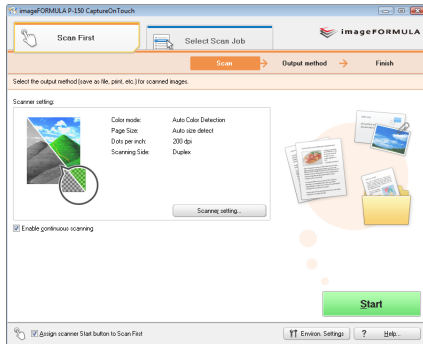 imageFORMULA P-150 CaptureOnTouch
Scan First
Select Scan Job
imageFORMULA
Scan
Output method
Finish
Select the output method (save as file, print, etc.) for scanned images.
Scanner setting:
Color mode: Auto Color Detection
Page Size: Auto size detect
Dots per inch: 200 dpi
Scanning Side: Duplex
Scanner setting...
Enable continuous scanning
Start
Assign scanner Start button to Scan First
Environ. Settings
? Help...